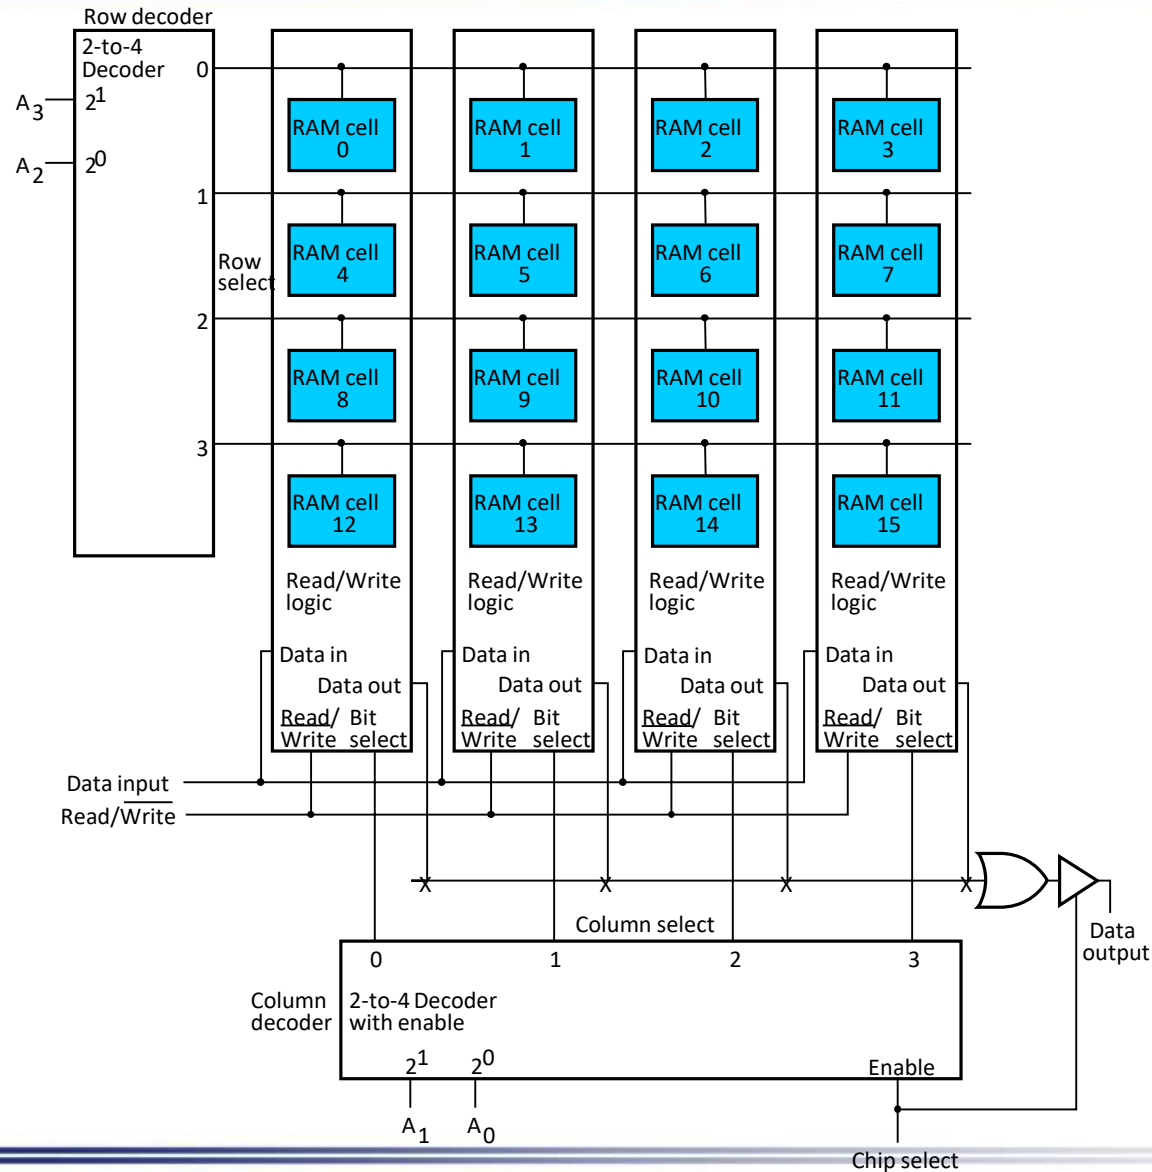 Row decoder
2-to-4
Decoder
0
A3
2^1
A2
2^0
1
Row
select
2
3
RAM cell
0
RAM cell
1
RAM cell
2
RAM cell
3
RAM cell
4
RAM cell
5
RAM cell
6
RAM cell
7
RAM cell
8
RAM cell
9
RAM cell
10
RAM cell
11
RAM cell
12
RAM cell
13
RAM cell
14
RAM cell
15
Read/Write
logic
Read/Write
logic
Read/Write
logic
Read/Write
logic
Data in
Data in
Data in
Data in
Data out
Data out
Data out
Data out
Read/
Write
Bit
select
Read/
Write
Bit
select
Read/
Write
Bit
select
Read/
Write
Bit
select
Data input
Read/Write
X X X X
Data
output
Column select
0 1 2 3
Column
decoder
2-to-4 Decoder
with enable
2^1 2^0
Enable
A1 A0
Chip select